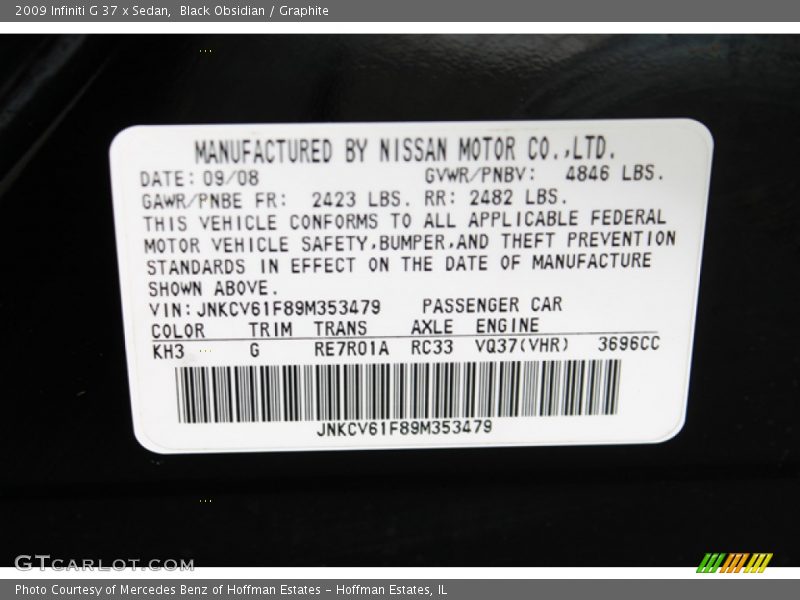 2009 Infiniti G 37 x Sedan,  Black Obsidian / Graphite
MANUFACTURED BY NISSAN MOTOR CO.,LTD.
DATE: 09/08 GVWR/PNBV: 4846 LBS.
GAWR/PNBE FR: 2423 LBS. RR: 2482 LBS.
THIS VEHICLE CONFORMS TO ALL APPLICABLE FEDERAL
MOTOR VEHICLE SAFETY,BUMPER,AND THEFT PREVENTION
STANDARDS IN EFFECT ON THE DATE OF MANUFACTURE
SHOWN ABOVE.
VIN: JNKCV61F89M353479 PASSENGER CAR
COLOR TRIM TRANS AXLE ENGINE
KH3 G RE7R01A RC33 VQ37(VHR) 3696CC
JNKCV61F89M353479
GTCARLOT.COM
Photo Courtesy of Mercedes Benz of Hoffman Estates - Hoffman Estates, IL